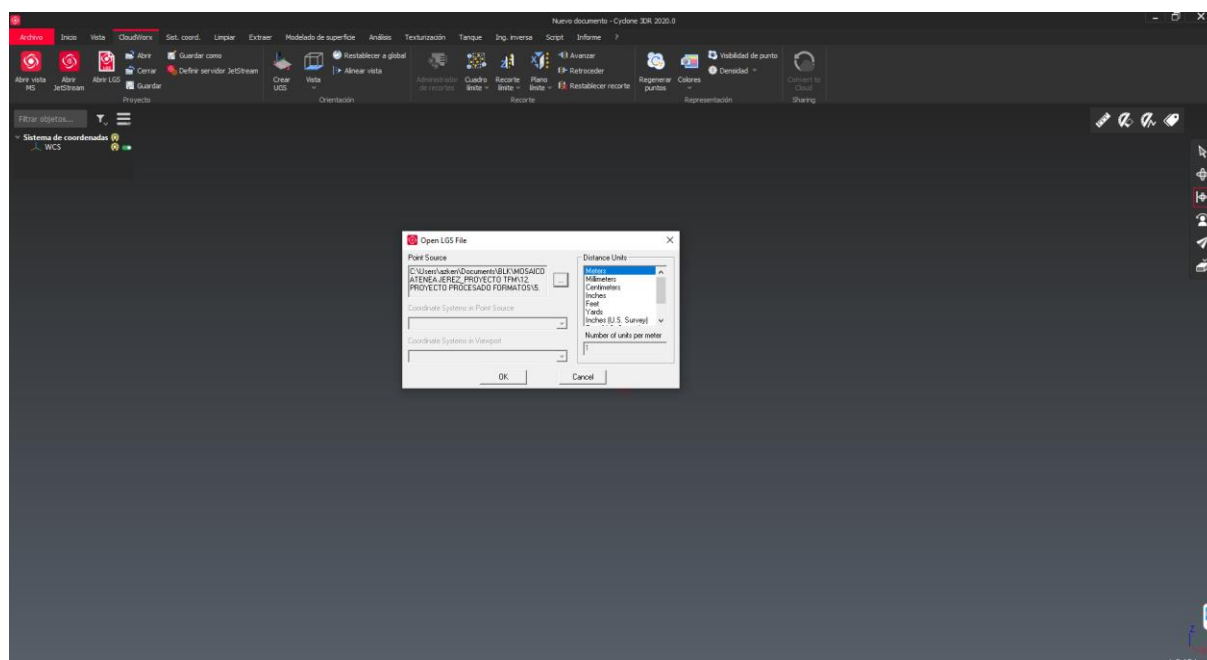 Nuevo documento - Cyclone 3DR 2020.0
Archivo Inicio Vista CloudWorx Sist. coord. Limpiar Extraer Modelado de superficie Análisis Texturización Tanque Ing. inversa Script Informe ?
Abrir vista MS
Abrir JetStream
Abrir LGS
Abrir
Cerrar
Guardar
Guardar como
Definir servidor JetStream
Proyecto
Crear UCS
Vista
Restablecer a global
Alinear vista
Orientación
Administrador de recortes
Cuadro límite
Recorte límite
Plano límite
Avanzar
Retroceder
Restablecer recorte
Recorte
Regenerar puntos
Colores
Visibilidad de punto
Densidad
Representación
Convert to Cloud
Sharing
Filtrar objetos...
Sistema de coordenadas
WCS
Open LGS File
Point Source
C:\Users\azken\Documents\BLK\MOSAICO
ATENEA JEREZ_PROYECTO TFM\12.
PROYECTO PROCESADO FORMATOS\5.
...
Coordinate Systems in Point Source
Coordinate Systems in Viewport
Distance Units
Meters
Millimeters
Centimeters
Inches
Feet
Yards
Inches (U.S. Survey)
Number of units per meter
1
OK
Cancel
Z